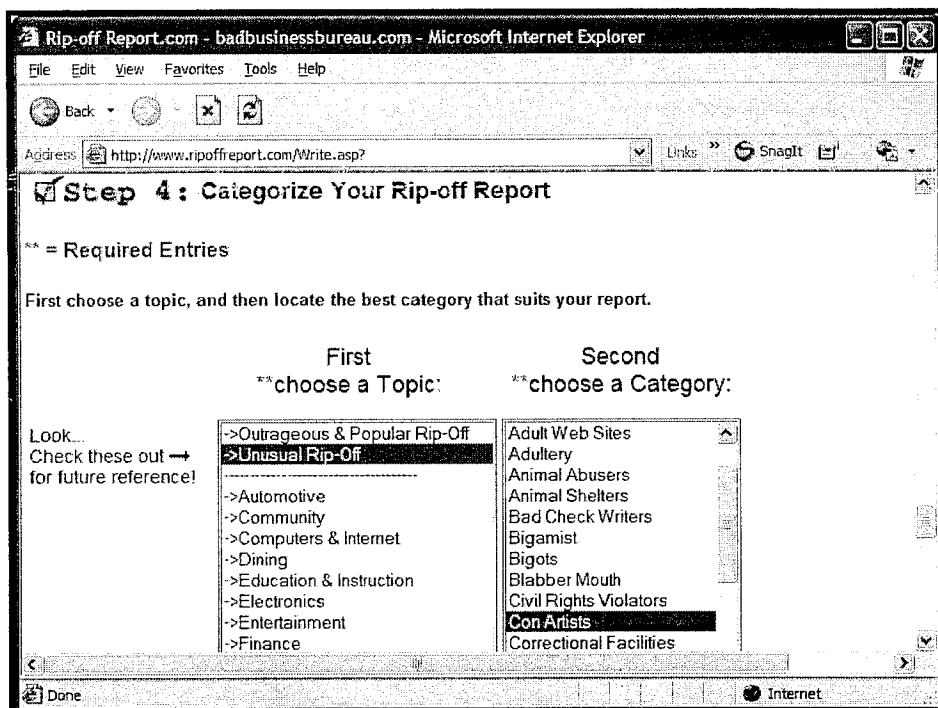 Rip-off Report.com - badbusinessbureau.com - Microsoft Internet Explorer
File Edit View Favorites Tools Help
Back
Address http://www.ripoffreport.com/Write.asp? Links » SnagIt
Step 4: Categorize Your Rip-off Report
** = Required Entries
First choose a topic, and then locate the best category that suits your report.
First
**choose a Topic:
Second
**choose a Category:
Look...
Check these out →
for future reference!
->Outrageous & Popular Rip-Off
->Unusual Rip-Off
------------------------------------
->Automotive
->Community
->Computers & Internet
->Dining
->Education & Instruction
->Electronics
->Entertainment
->Finance
Adult Web Sites
Adultery
Animal Abusers
Animal Shelters
Bad Check Writers
Bigamist
Bigots
Blabber Mouth
Civil Rights Violators
Con Artists
Correctional Facilities
Done Internet